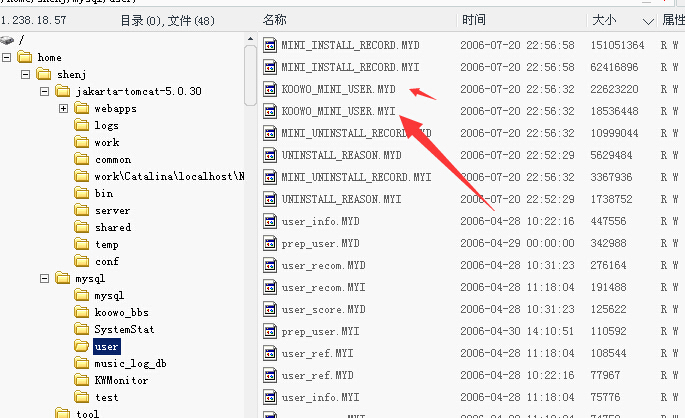 /home/shenj/mysql/user/
1.238.18.57 目录(0),文件(48) 名称 时间 大小 属性
/
home
shenj
jakarta-tomcat-5.0.30
webapps
logs
work
common
work\Catalina\localhost\
bin
server
shared
temp
conf
mysql
mysql
koowo_bbs
SystemStat
user
music_log_db
KWMonitor
test
tool
MINI_INSTALL_RECORD.MYD 2006-07-20 22:56:58 151051364 R W
MINI_INSTALL_RECORD.MYI 2006-07-20 22:56:58 62416896 R W
KOOWO_MINI_USER.MYD 2006-07-20 22:56:32 22623220 R W
KOOWO_MINI_USER.MYI 2006-07-20 22:56:32 18536448 R W
MINI_UNINSTALL_RECORD.MYD 2006-07-20 22:56:32 10999044 R W
UNINSTALL_REASON.MYD 2006-07-20 22:52:29 5629484 R W
MINI_UNINSTALL_RECORD.MYI 2006-07-20 22:56:32 3367936 R W
UNINSTALL_REASON.MYI 2006-07-20 22:52:29 1738752 R W
user_info.MYD 2006-04-28 10:22:16 447556 R W
prep_user.MYD 2006-04-29 00:00:00 342988 R W
user_recom.MYD 2006-04-28 10:31:23 276164 R W
user_recom.MYI 2006-04-28 11:18:04 191488 R W
user_score.MYD 2006-04-28 10:31:23 125622 R W
prep_user.MYI 2006-04-30 14:10:51 110592 R W
user_ref.MYI 2006-04-28 11:18:04 108544 R W
user_ref.MYD 2006-04-28 10:22:16 77967 R W
user_info.MYI 2006-04-28 11:18:04 75776 R W